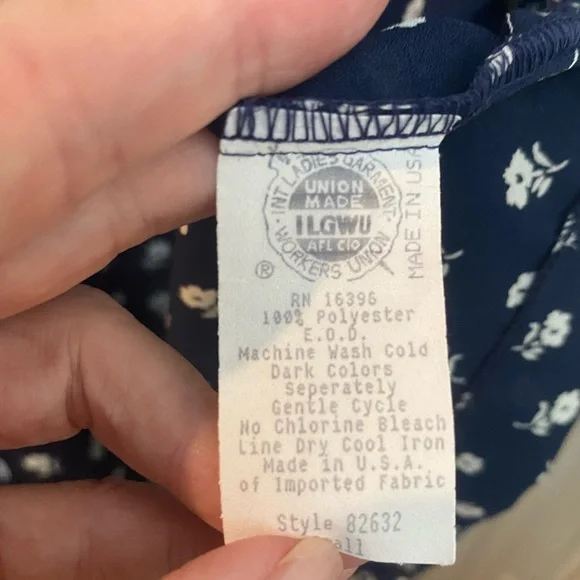 INT LADIES GARMENT
UNION
MADE
ILGWU
AFL CIO
WORKERS UNION
®
MADE IN USA
RN 16396
100% Polyester
E.O.D.
Machine Wash Cold
Dark Colors
Seperately
Gentle Cycle
No Chlorine Bleach
Line Dry Cool Iron
Made in U.S.A.
of Imported Fabric
Style 82632
all